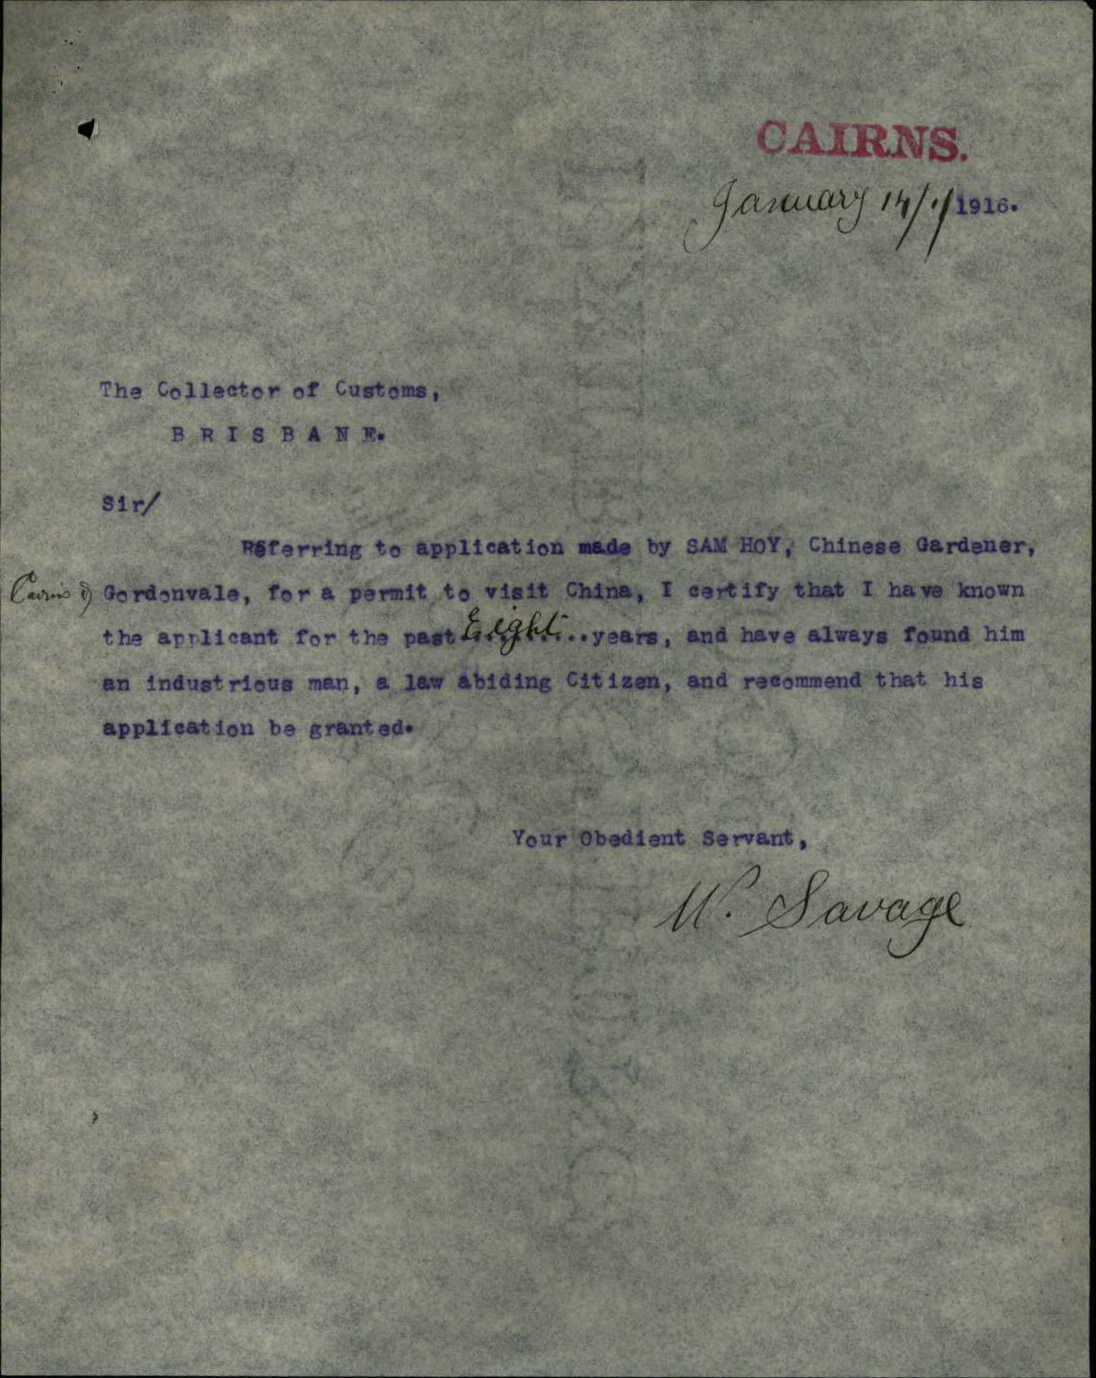 CAIRNS.
January 14/1/1916.
The Collector of Customs,
BRISBANE.
Sir/
Referring to application made by SAM HOY, Chinese Gardener,
Cairns & Gordonvale, for a permit to visit China, I certify that I have known
the applicant for the past Eight..years, and have always found him
an industrious man, a law abiding Citizen, and recommend that his
application be granted.
Your Obedient Servant,
W. Savage